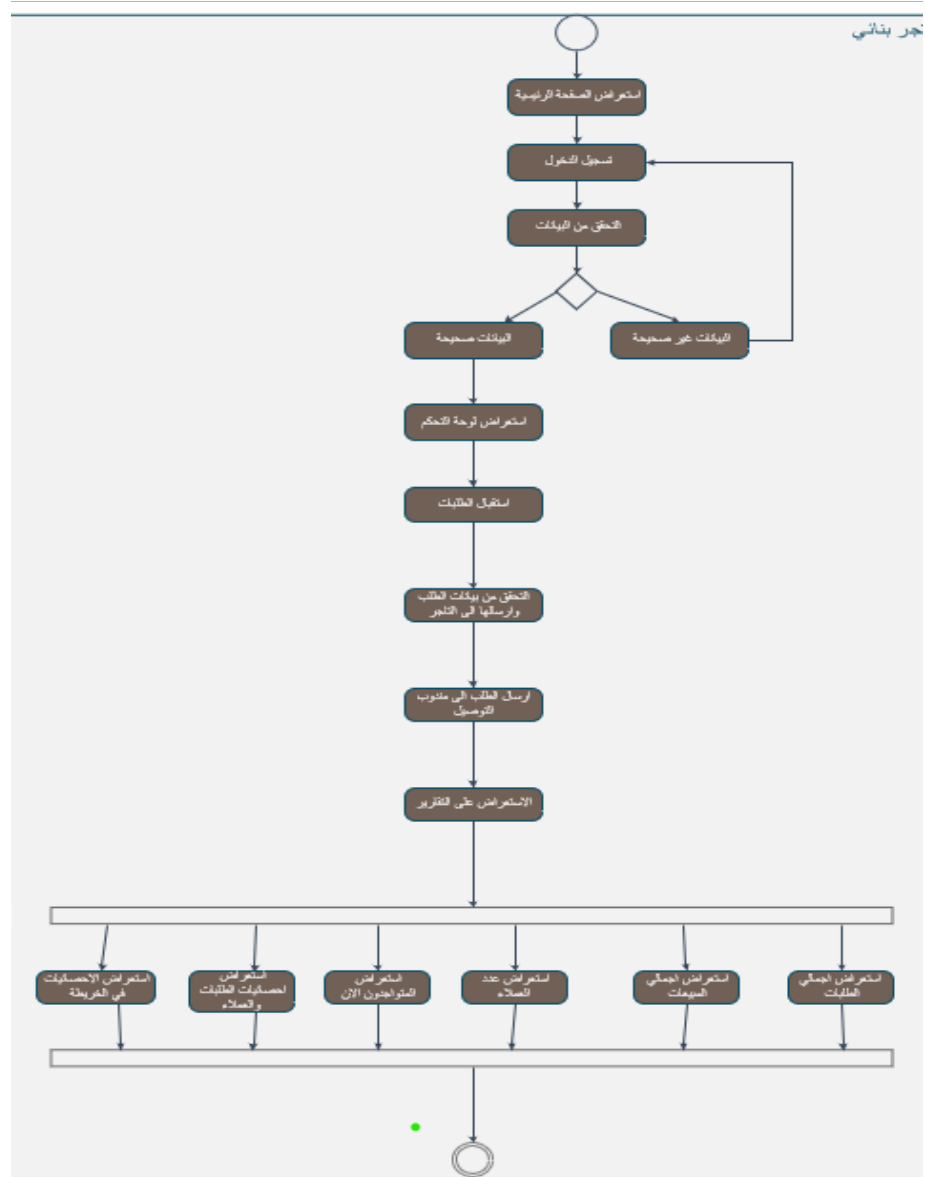 تجر بناتي
استعراض الصفحة الرئيسية
تسجيل الدخول
التحقق من البيانات
البيانات غير صحيحة
البيانات صحيحة
استعراض لوحة التحكم
استقبال الطلبات
التحقق من بيانات الطلب
وارسالها الى التاجر
ارسال الطلب الى مندوب
التوصيل
الاستعراض على التقارير
استعراض اجمالي
الطلبات
استعراض اجمالي
المبيعات
استعراض عدد
العملاء
استعراض
المتواجدون الان
استعراض
احصائيات الطلبات
والعملاء
استعراض الاحصائيات
في الخريطة